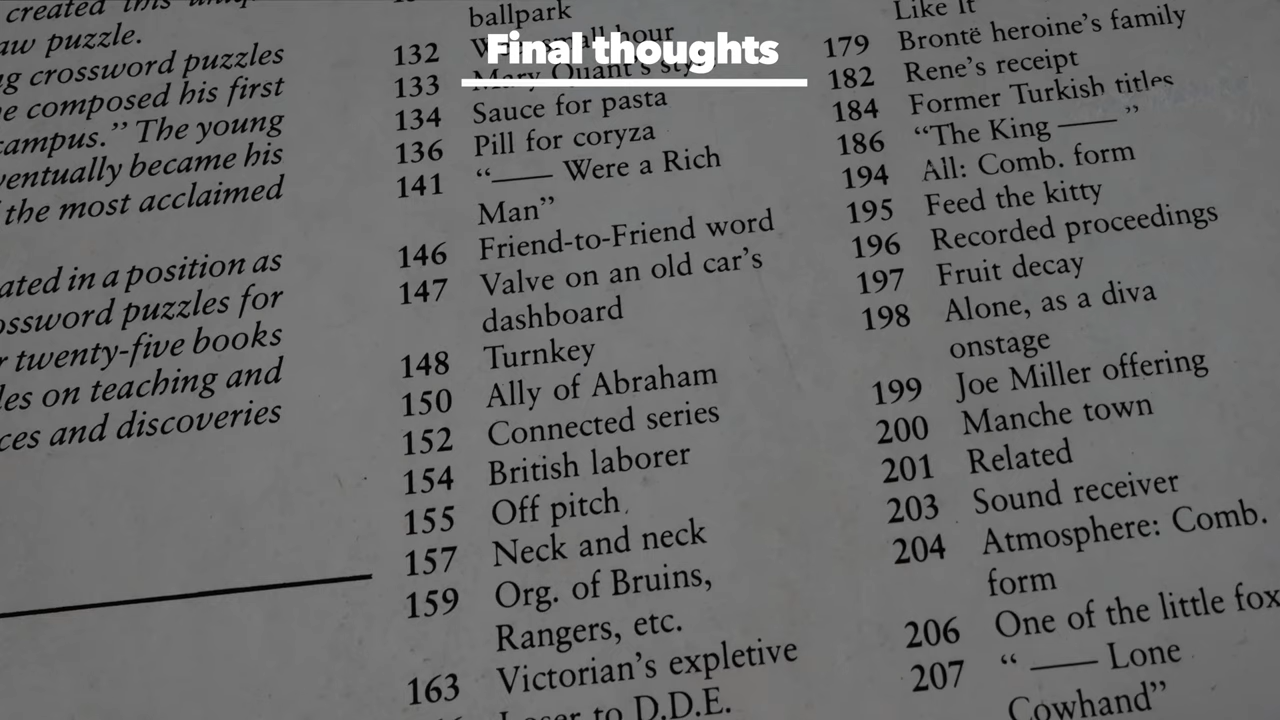 Final thoughts
created this
aw puzzle.
g crossword puzzles
e composed his first
ampus.” The young
ventually became his
the most acclaimed
ated in a position as
ossword puzzles for
r twenty-five books
les on teaching and
ces and discoveries
ballpark
132 small hour
133 Mary Quant’s
134 Sauce for pasta
136 Pill for coryza
141 “—— Were a Rich
Man”
146 Friend-to-Friend word
147 Valve on an old car’s
dashboard
148 Turnkey
150 Ally of Abraham
152 Connected series
154 British laborer
155 Off pitch
157 Neck and neck
159 Org. of Bruins,
Rangers, etc.
163 Victorian’s expletive
to D.D.E.
Like It
179 Brontë heroine’s family
182 Rene’s receipt
184 Former Turkish titles
186 “The King —— ”
194 All: Comb. form
195 Feed the kitty
196 Recorded proceedings
197 Fruit decay
198 Alone, as a diva
onstage
199 Joe Miller offering
200 Manche town
201 Related
203 Sound receiver
204 Atmosphere: Comb.
form
206 One of the little fox
207 “ —— Lone
Cowhand”